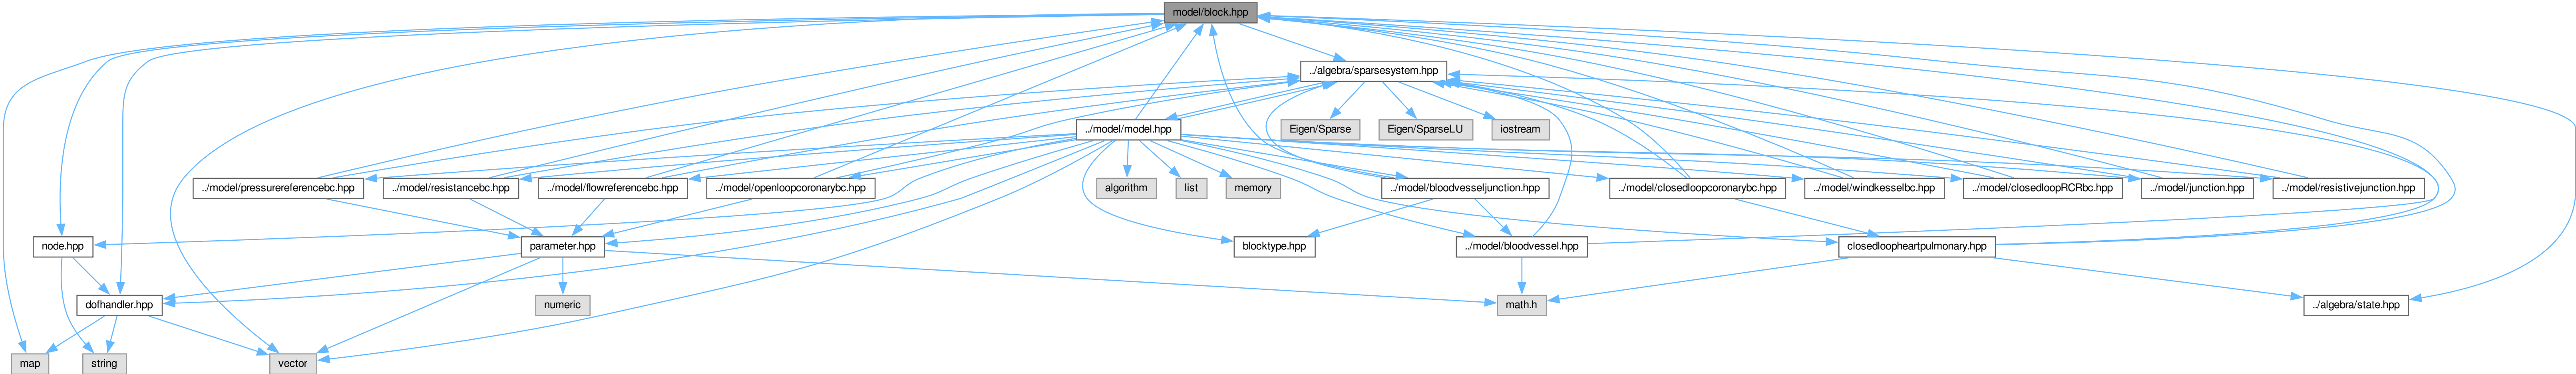 model/block.hpp
../algebra/sparsesystem.hpp
../model/model.hpp
Eigen/Sparse
Eigen/SparseLU
iostream
../model/pressurereferencebc.hpp
../model/resistancebc.hpp
../model/flowreferencebc.hpp
../model/openloopcoronarybc.hpp
algorithm
list
memory
../model/bloodvesseljunction.hpp
../model/closedloopcoronarybc.hpp
../model/windkesselbc.hpp
../model/closedloopRCRbc.hpp
../model/junction.hpp
../model/resistivejunction.hpp
node.hpp
parameter.hpp
blocktype.hpp
../model/bloodvessel.hpp
closedloopheartpulmonary.hpp
dofhandler.hpp
numeric
math.h
../algebra/state.hpp
map
string
vector